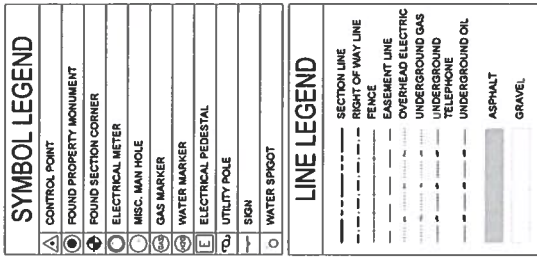 SYMBOL LEGEND
CONTROL POINT
FOUND PROPERTY MONUMENT
FOUND SECTION CORNER
ELECTRICAL METER
MISC. MAN HOLE
GAS MARKER
WATER MARKER
E ELECTRICAL PEDESTAL
UTILITY POLE
SIGN
WATER SPIGOT
LINE LEGEND
SECTION LINE
RIGHT OF WAY LINE
FENCE
EASEMENT LINE
OVERHEAD ELECTRIC
UNDERGROUND GAS
UNDERGROUND
TELEPHONE
UNDERGROUND OIL
ASPHALT
GRAVEL